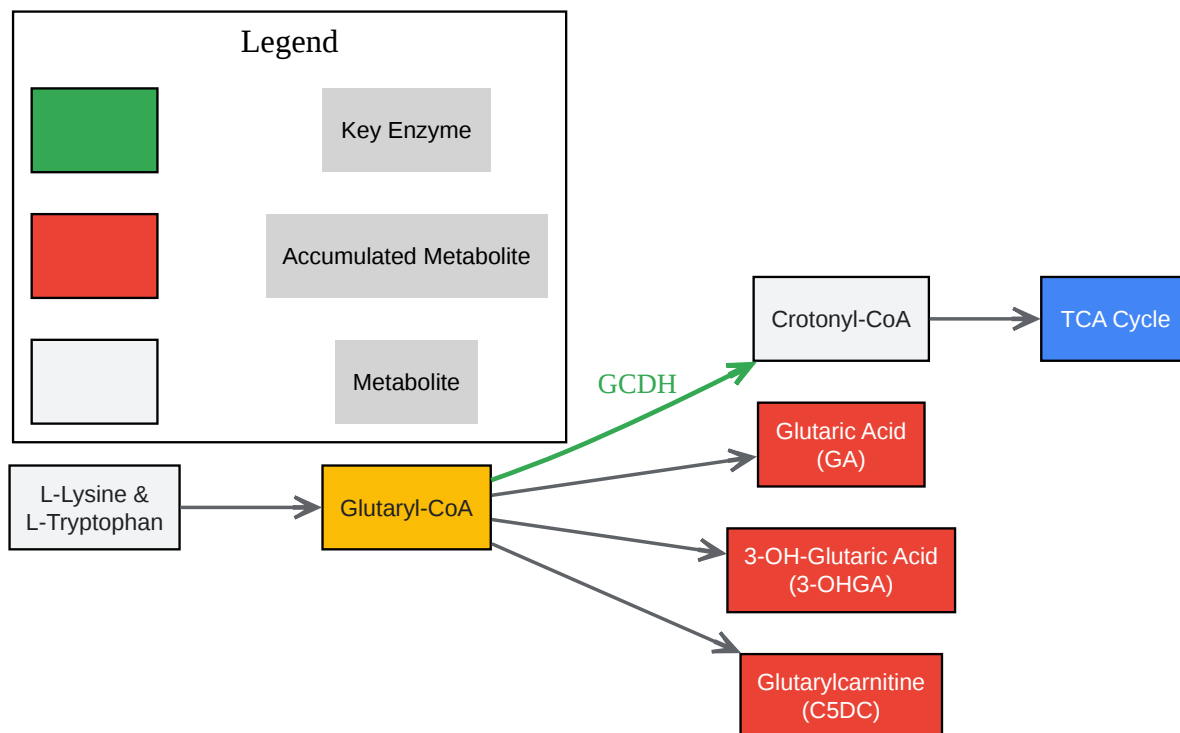 Legend
Key Enzyme
Accumulated Metabolite
Metabolite
Crotonyl-CoA
TCA Cycle
GCDH
Glutaric Acid
(GA)
L-Lysine &
L-Tryptophan
Glutaryl-CoA
3-OH-Glutaric Acid
(3-OHGA)
Glutarylcarnitine
(C5DC)